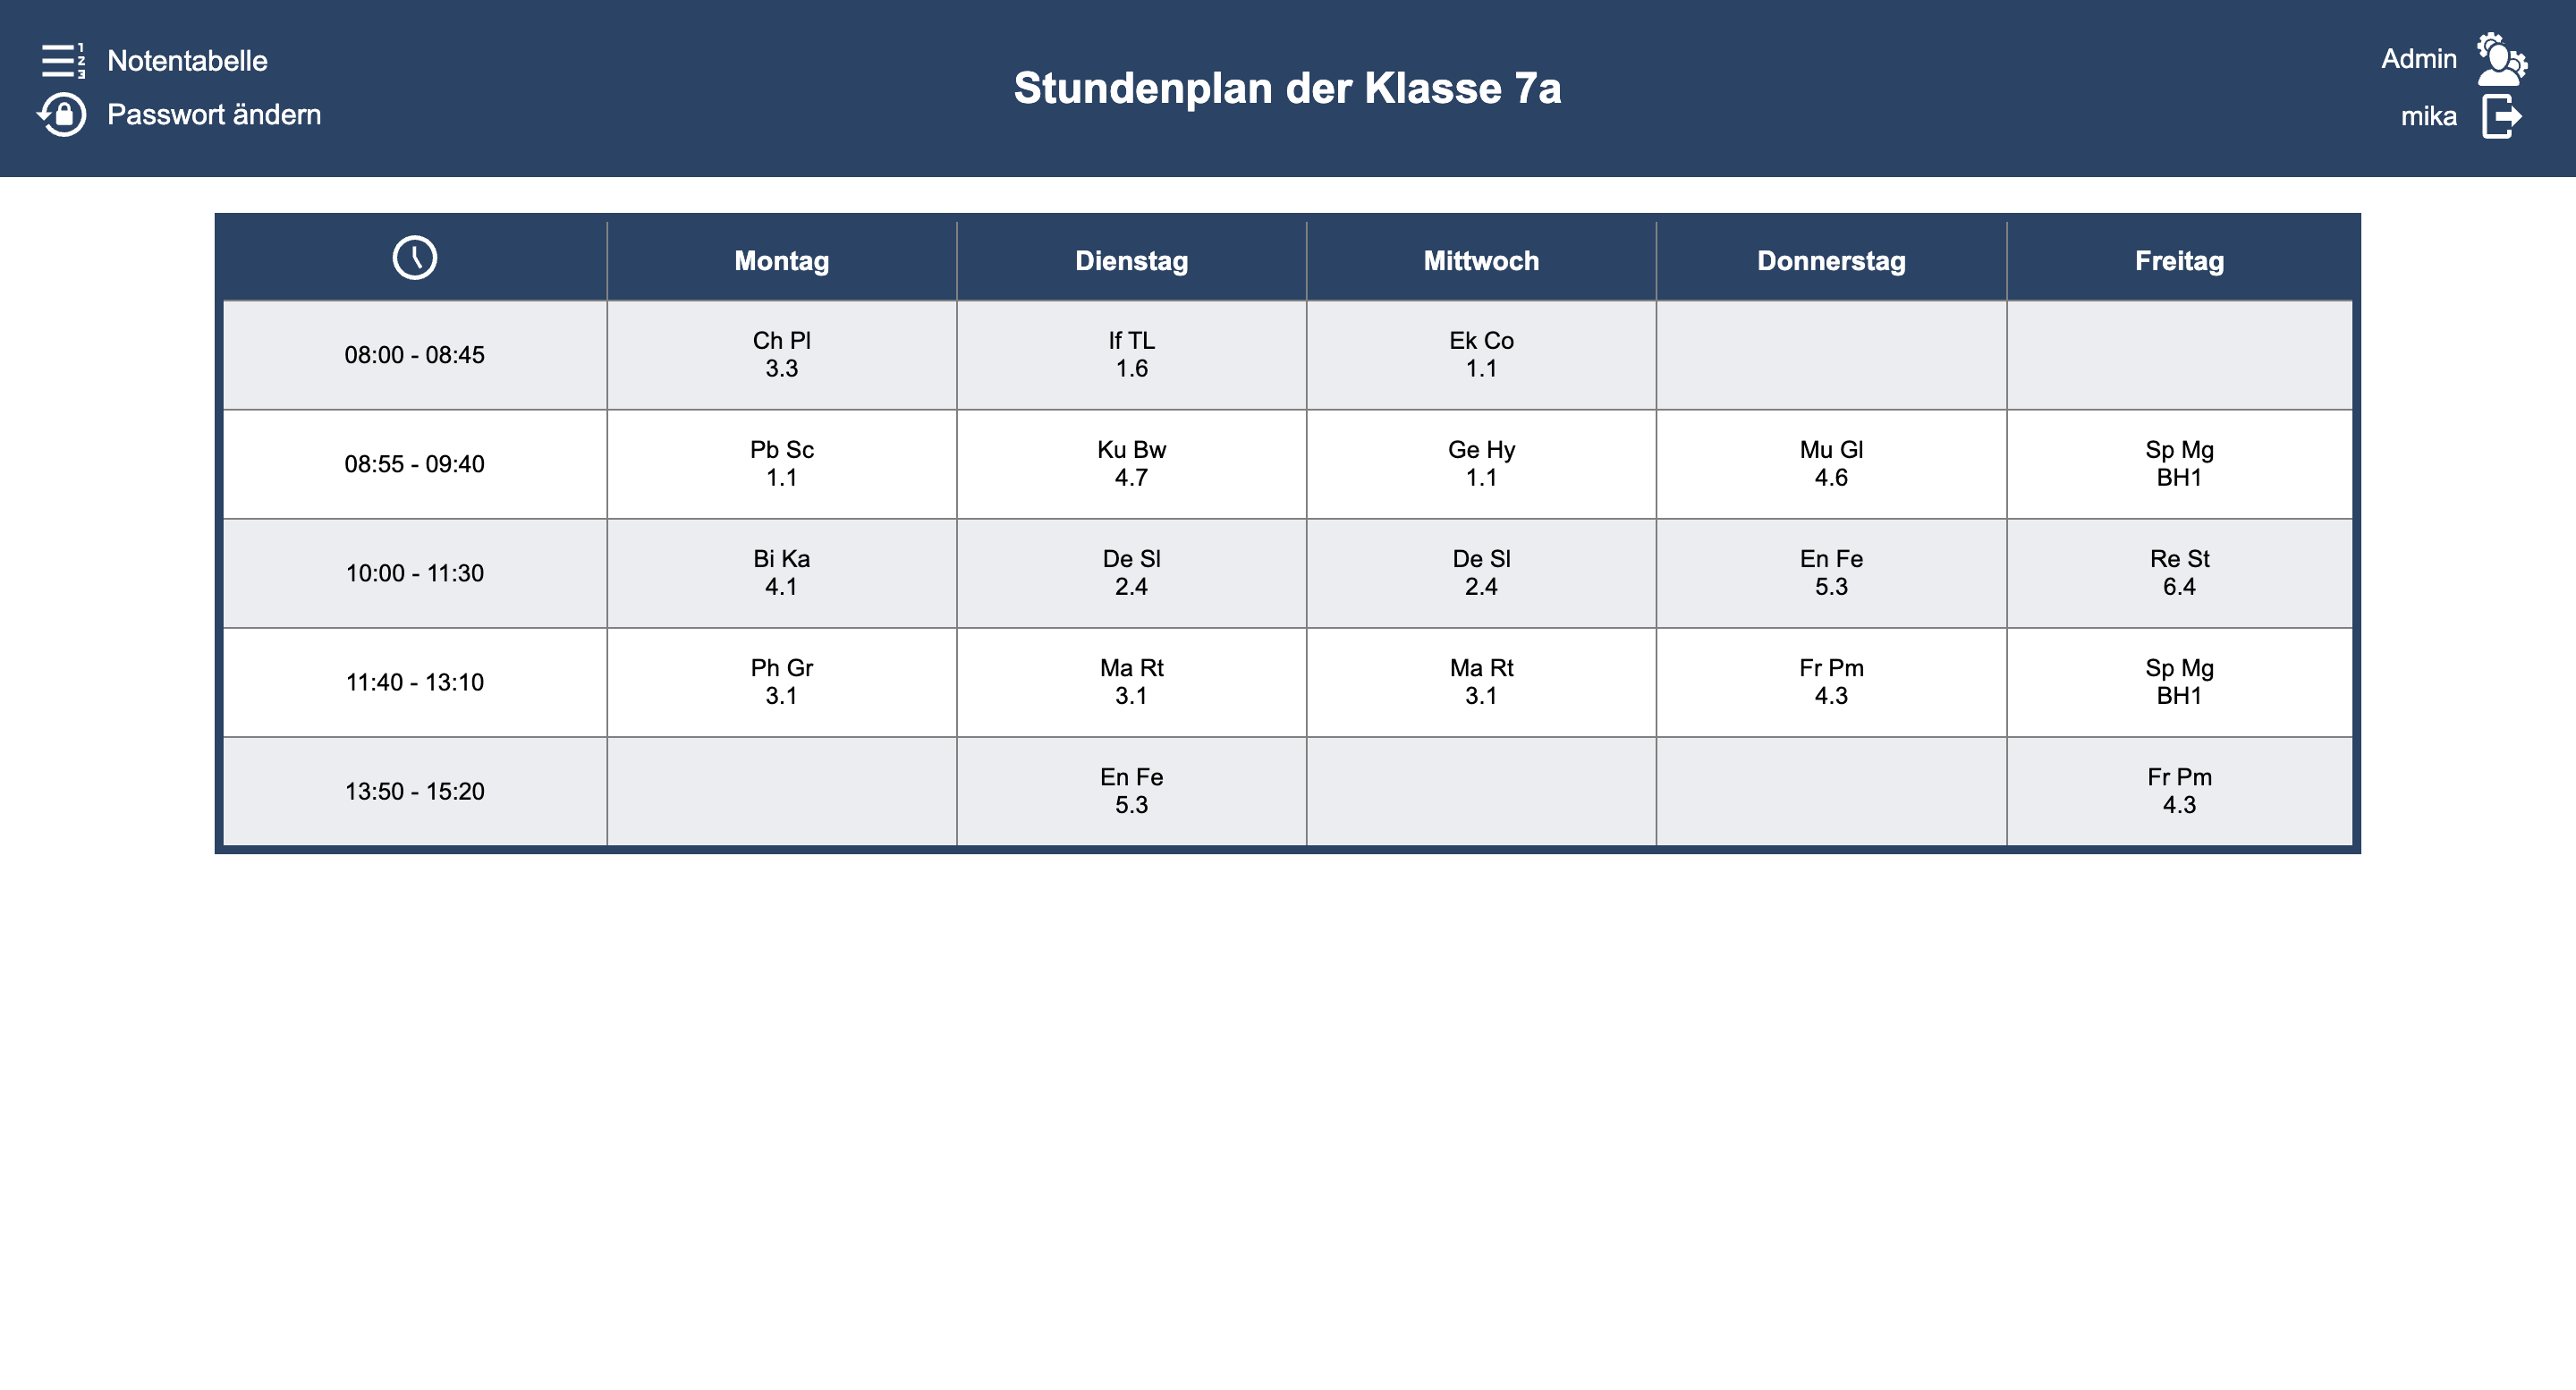 Notentabelle
Passwort ändern
Stundenplan der Klasse 7a
Admin
mika
Montag Dienstag Mittwoch Donnerstag Freitag
08:00 - 08:45
Ch Pl
3.3
If TL
1.6
Ek Co
1.1
08:55 - 09:40
Pb Sc
1.1
Ku Bw
4.7
Ge Hy
1.1
Mu Gl
4.6
Sp Mg
BH1
10:00 - 11:30
Bi Ka
4.1
De Sl
2.4
De Sl
2.4
En Fe
5.3
Re St
6.4
11:40 - 13:10
Ph Gr
3.1
Ma Rt
3.1
Ma Rt
3.1
Fr Pm
4.3
Sp Mg
BH1
13:50 - 15:20
En Fe
5.3
Fr Pm
4.3